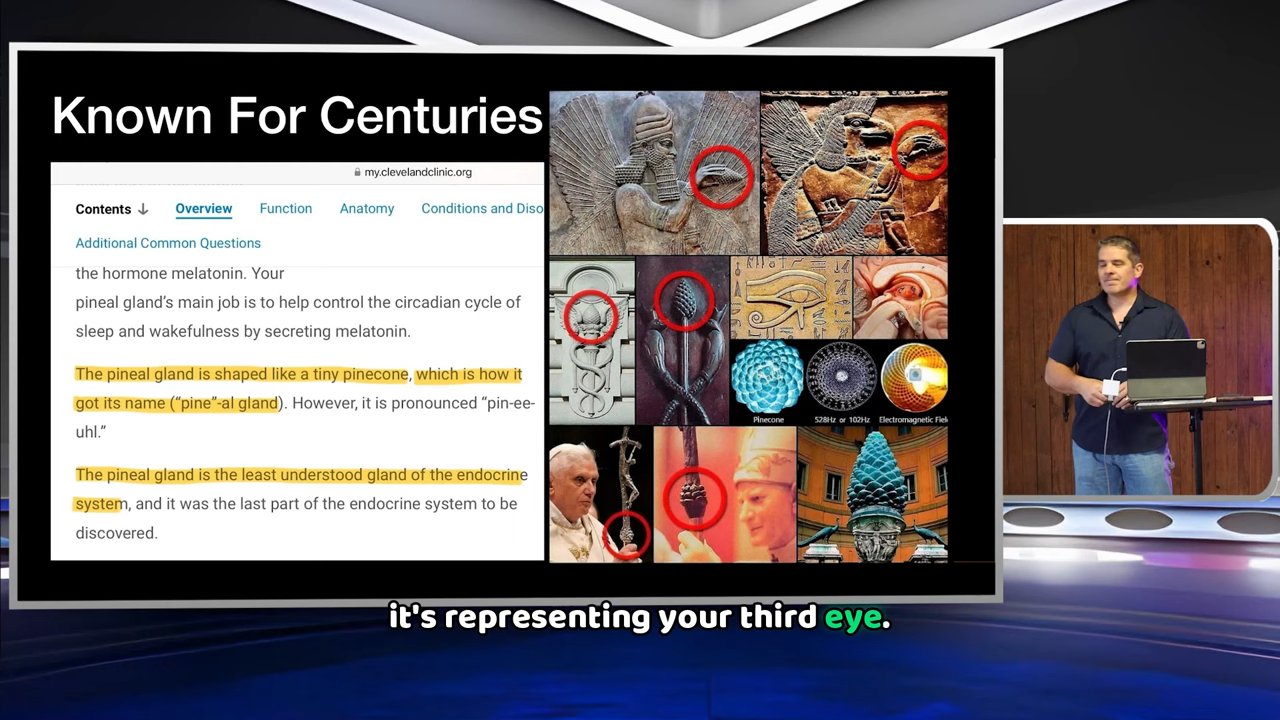 Known For Centuries
my.clevelandclinic.org
Contents ↓ Overview Function Anatomy Conditions and Diso
Additional Common Questions
the hormone melatonin. Your
pineal gland's main job is to help control the circadian cycle of
sleep and wakefulness by secreting melatonin.
The pineal gland is shaped like a tiny pinecone, which is how it
got its name ("pine"-al gland). However, it is pronounced "pin-ee-
uhl."
The pineal gland is the least understood gland of the endocrine
system, and it was the last part of the endocrine system to be
discovered.
Pinecone 528Hz or 102Hz Electromagnetic Fiel
it's representing your third eye.